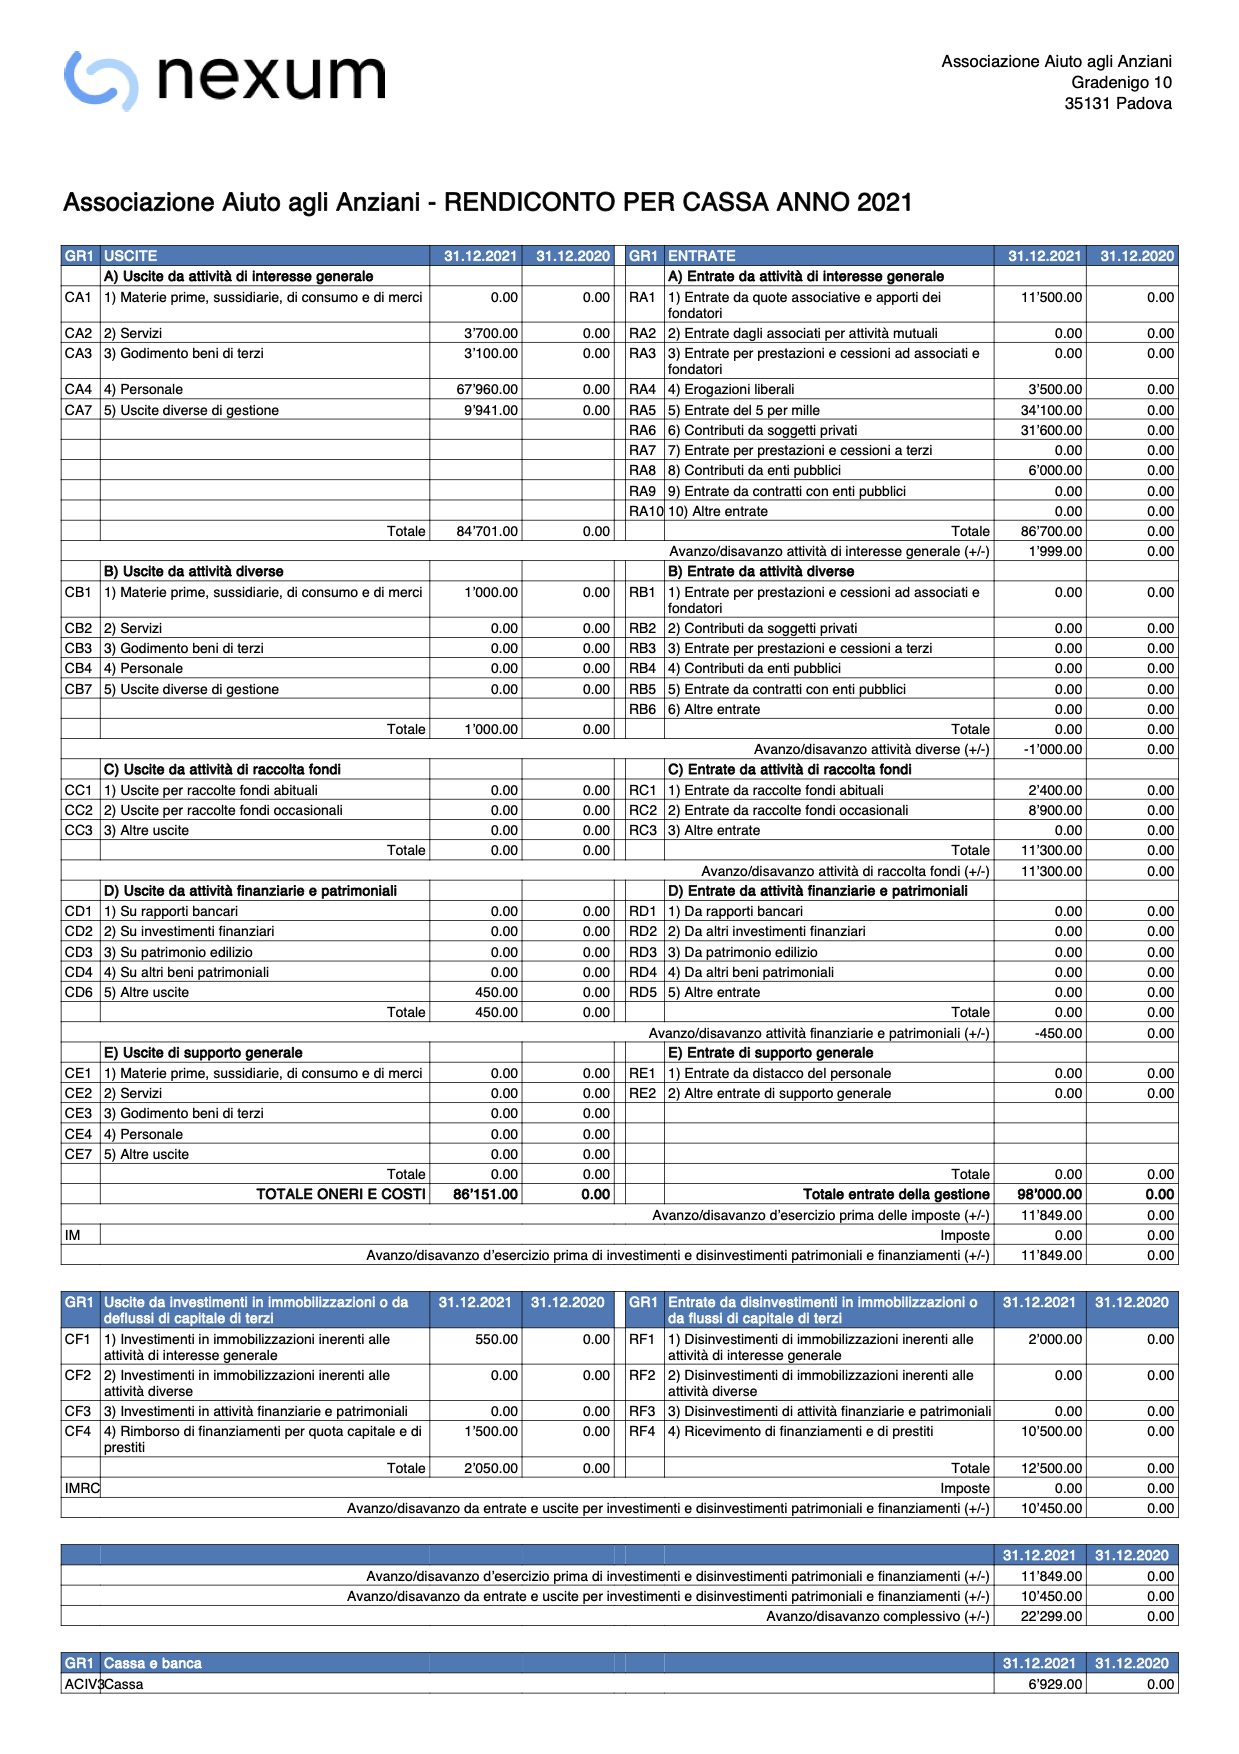 nexum
Associazione Aiuto agli Anziani
Gradenigo 10
35131 Padova
Associazione Aiuto agli Anziani - RENDICONTO PER CASSA ANNO 2021
GR1 USCITE 31.12.2021 31.12.2020 GR1 ENTRATE 31.12.2021 31.12.2020
A) Uscite da attività di interesse generale A) Entrate da attività di interesse generale
CA1 1) Materie prime, sussidiarie, di consumo e di merci 0.00 0.00 RA1 1) Entrate da quote associative e apporti dei 11’500.00 0.00
fondatori
CA2 2) Servizi 3’700.00 0.00 RA2 2) Entrate dagli associati per attività mutuali 0.00 0.00
CA3 3) Godimento beni di terzi 3’100.00 0.00 RA3 3) Entrate per prestazioni e cessioni ad associati e 0.00 0.00
fondatori
CA4 4) Personale 67’960.00 0.00 RA4 4) Erogazioni liberali 3’500.00 0.00
CA7 5) Uscite diverse di gestione 9’941.00 0.00 RA5 5) Entrate del 5 per mille 34’100.00 0.00
RA6 6) Contributi da soggetti privati 31’600.00 0.00
RA7 7) Entrate per prestazioni e cessioni a terzi 0.00 0.00
RA8 8) Contributi da enti pubblici 6’000.00 0.00
RA9 9) Entrate da contratti con enti pubblici 0.00 0.00
RA10 10) Altre entrate 0.00 0.00
Totale 84’701.00 0.00 Totale 86’700.00 0.00
Avanzo/disavanzo attività di interesse generale (+/-) 1’999.00 0.00
B) Uscite da attività diverse B) Entrate da attività diverse
CB1 1) Materie prime, sussidiarie, di consumo e di merci 1’000.00 0.00 RB1 1) Entrate per prestazioni e cessioni ad associati e 0.00 0.00
fondatori
CB2 2) Servizi 0.00 0.00 RB2 2) Contributi da soggetti privati 0.00 0.00
CB3 3) Godimento beni di terzi 0.00 0.00 RB3 3) Entrate per prestazioni e cessioni a terzi 0.00 0.00
CB4 4) Personale 0.00 0.00 RB4 4) Contributi da enti pubblici 0.00 0.00
CB7 5) Uscite diverse di gestione 0.00 0.00 RB5 5) Entrate da contratti con enti pubblici 0.00 0.00
RB6 6) Altre entrate 0.00 0.00
Totale 1’000.00 0.00 Totale 0.00 0.00
Avanzo/disavanzo attività diverse (+/-) -1’000.00 0.00
C) Uscite da attività di raccolta fondi C) Entrate da attività di raccolta fondi
CC1 1) Uscite per raccolte fondi abituali 0.00 0.00 RC1 1) Entrate da raccolte fondi abituali 2’400.00 0.00
CC2 2) Uscite per raccolte fondi occasionali 0.00 0.00 RC2 2) Entrate da raccolte fondi occasionali 8’900.00 0.00
CC3 3) Altre uscite 0.00 0.00 RC3 3) Altre entrate 0.00 0.00
Totale 0.00 0.00 Totale 11’300.00 0.00
Avanzo/disavanzo attività di raccolta fondi (+/-) 11’300.00 0.00
D) Uscite da attività finanziarie e patrimoniali D) Entrate da attività finanziarie e patrimoniali
CD1 1) Su rapporti bancari 0.00 0.00 RD1 1) Da rapporti bancari 0.00 0.00
CD2 2) Su investimenti finanziari 0.00 0.00 RD2 2) Da altri investimenti finanziari 0.00 0.00
CD3 3) Su patrimonio edilizio 0.00 0.00 RD3 3) Da patrimonio edilizio 0.00 0.00
CD4 4) Su altri beni patrimoniali 0.00 0.00 RD4 4) Da altri beni patrimoniali 0.00 0.00
CD6 5) Altre uscite 450.00 0.00 RD5 5) Altre entrate 0.00 0.00
Totale 450.00 0.00 Totale 0.00 0.00
Avanzo/disavanzo attività finanziarie e patrimoniali (+/-) -450.00 0.00
E) Uscite di supporto generale E) Entrate di supporto generale
CE1 1) Materie prime, sussidiarie, di consumo e di merci 0.00 0.00 RE1 1) Entrate da distacco del personale 0.00 0.00
CE2 2) Servizi 0.00 0.00 RE2 2) Altre entrate di supporto generale 0.00 0.00
CE3 3) Godimento beni di terzi 0.00 0.00
CE4 4) Personale 0.00 0.00
CE7 5) Altre uscite 0.00 0.00
Totale 0.00 0.00 Totale 0.00 0.00
TOTALE ONERI E COSTI 86’151.00 0.00 Totale entrate della gestione 98’000.00 0.00
Avanzo/disavanzo d’esercizio prima delle imposte (+/-) 11’849.00 0.00
IM Imposte 0.00 0.00
Avanzo/disavanzo d’esercizio prima di investimenti e disinvestimenti patrimoniali e finanziamenti (+/-) 11’849.00 0.00
GR1 Uscite da investimenti in immobilizzazioni o da 31.12.2021 31.12.2020 GR1 Entrate da disinvestimenti in immobilizzazioni o 31.12.2021 31.12.2020
deflussi di capitale di terzi da flussi di capitale di terzi
CF1 1) Investimenti in immobilizzazioni inerenti alle 550.00 0.00 RF1 1) Disinvestimenti di immobilizzazioni inerenti alle 2’000.00 0.00
attività di interesse generale attività di interesse generale
CF2 2) Investimenti in immobilizzazioni inerenti alle 0.00 0.00 RF2 2) Disinvestimenti di immobilizzazioni inerenti alle 0.00 0.00
attività diverse attività diverse
CF3 3) Investimenti in attività finanziarie e patrimoniali 0.00 0.00 RF3 3) Disinvestimenti di attività finanziarie e patrimoniali 0.00 0.00
CF4 4) Rimborso di finanziamenti per quota capitale e di 1’500.00 0.00 RF4 4) Ricevimento di finanziamenti e di prestiti 10’500.00 0.00
prestiti
Totale 2’050.00 0.00 Totale 12’500.00 0.00
IMRC Imposte 0.00 0.00
Avanzo/disavanzo da entrate e uscite per investimenti e disinvestimenti patrimoniali e finanziamenti (+/-) 10’450.00 0.00
31.12.2021 31.12.2020
Avanzo/disavanzo d’esercizio prima di investimenti e disinvestimenti patrimoniali e finanziamenti (+/-) 11’849.00 0.00
Avanzo/disavanzo da entrate e uscite per investimenti e disinvestimenti patrimoniali e finanziamenti (+/-) 10’450.00 0.00
Avanzo/disavanzo complessivo (+/-) 22’299.00 0.00
GR1 Cassa e banca 31.12.2021 31.12.2020
ACIV3 Cassa 6’929.00 0.00